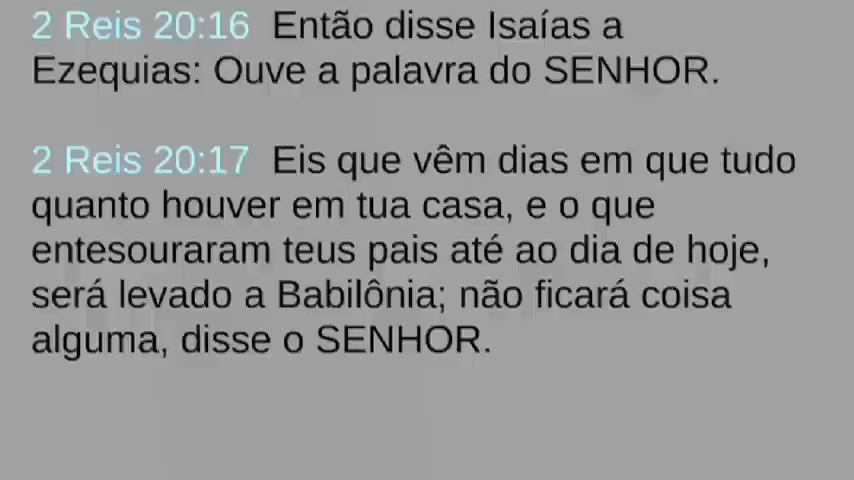 2 Reis 20:16 Então disse Isaías a
Ezequias: Ouve a palavra do SENHOR.
2 Reis 20:17 Eis que vêm dias em que tudo
quanto houver em tua casa, e o que
entesouraram teus pais até ao dia de hoje,
será levado a Babilônia; não ficará coisa
alguma, disse o SENHOR.